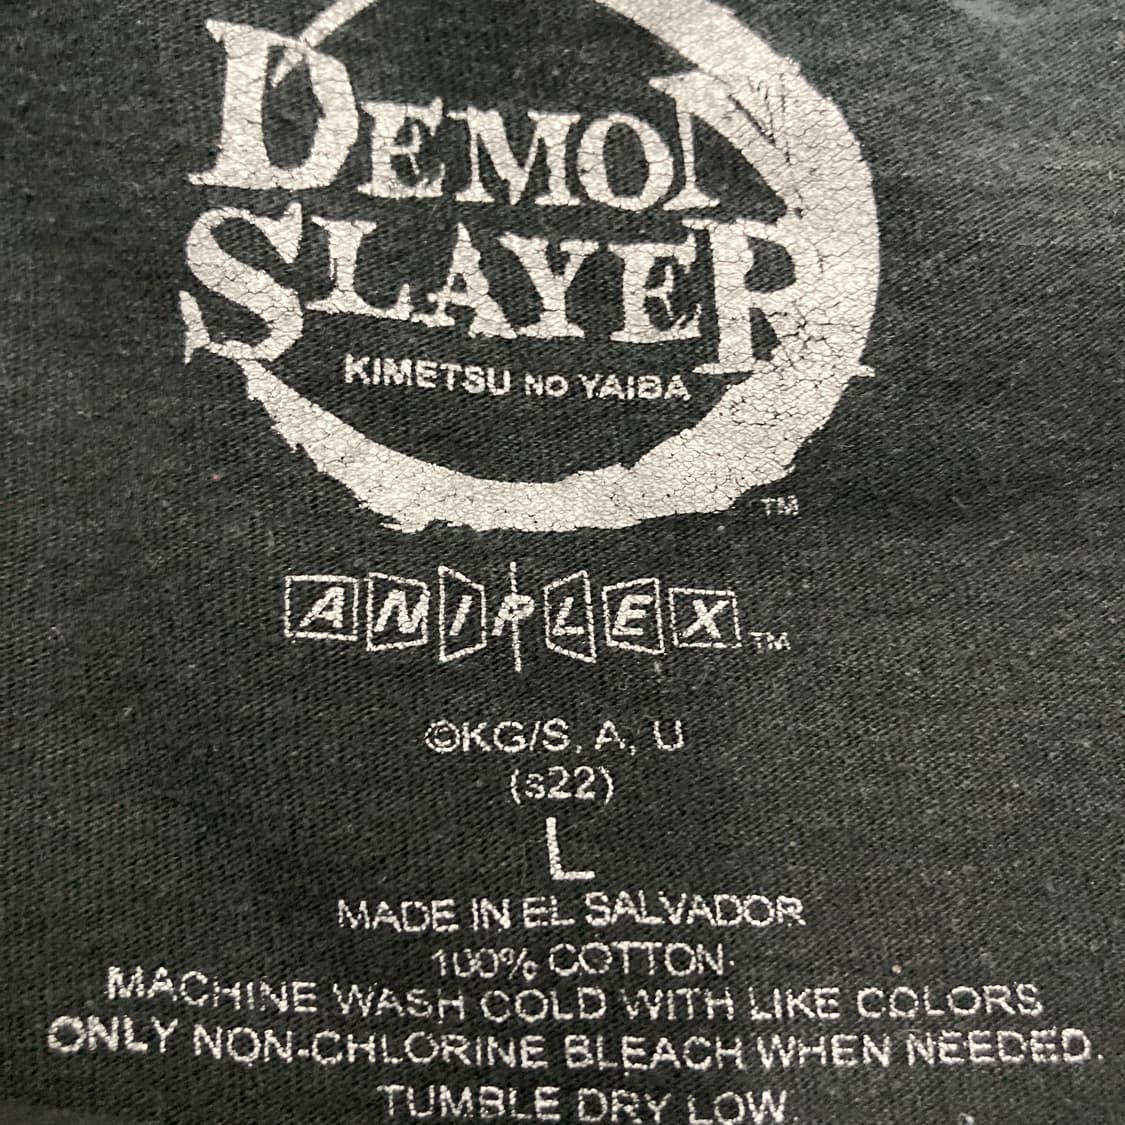 DEMON
SLAYER
KIMETSU NO YAIBA
TM
ANIPLEX TM
©KG/S, A, U
(s22)
L
MADE IN EL SALVADOR
100% COTTON.
MACHINE WASH COLD WITH LIKE COLORS
ONLY NON-CHLORINE BLEACH WHEN NEEDED.
TUMBLE DRY LOW.